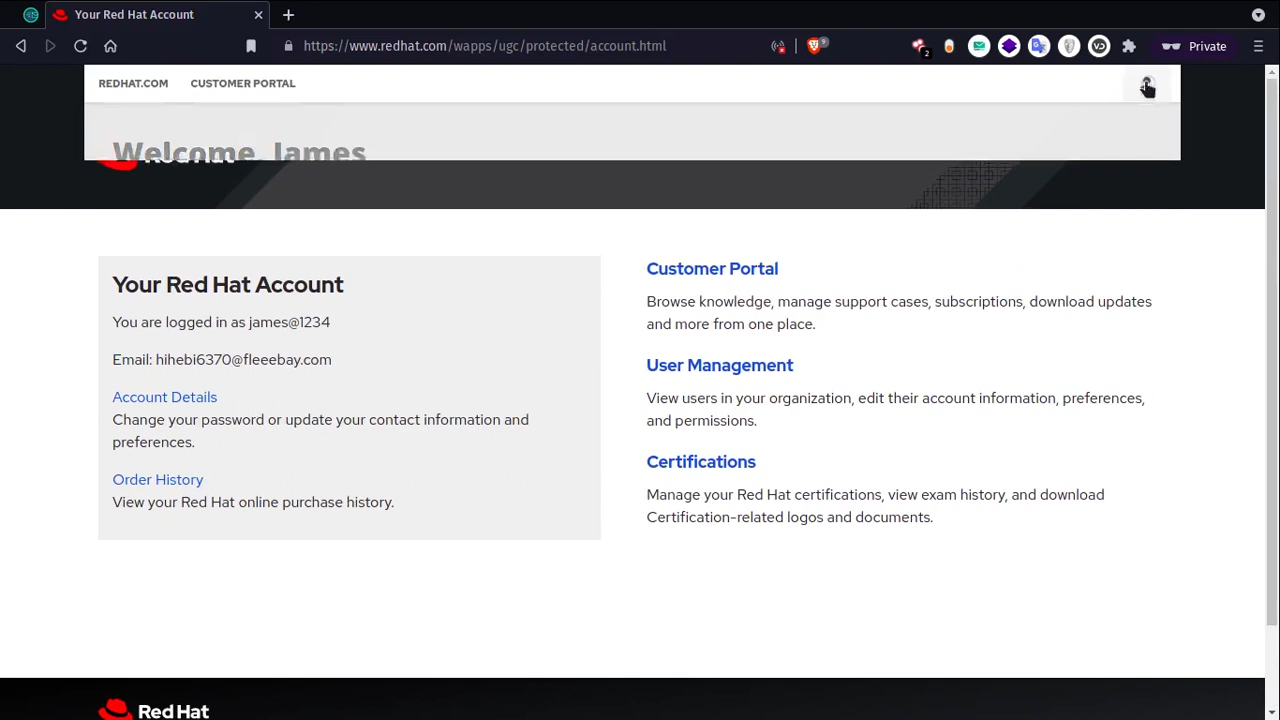 Your Red Hat Account
https://www.redhat.com/wapps/ugc/protected/account.html
9
2
VD
Private
REDHAT.COM CUSTOMER PORTAL
Welcome, James
Your Red Hat Account
You are logged in as james@1234
Email: hihebi6370@fleeebay.com
Account Details
Change your password or update your contact information and
preferences.
Order History
View your Red Hat online purchase history.
Customer Portal
Browse knowledge, manage support cases, subscriptions, download updates
and more from one place.
User Management
View users in your organization, edit their account information, preferences,
and permissions.
Certifications
Manage your Red Hat certifications, view exam history, and download
Certification-related logos and documents.
Red Hat